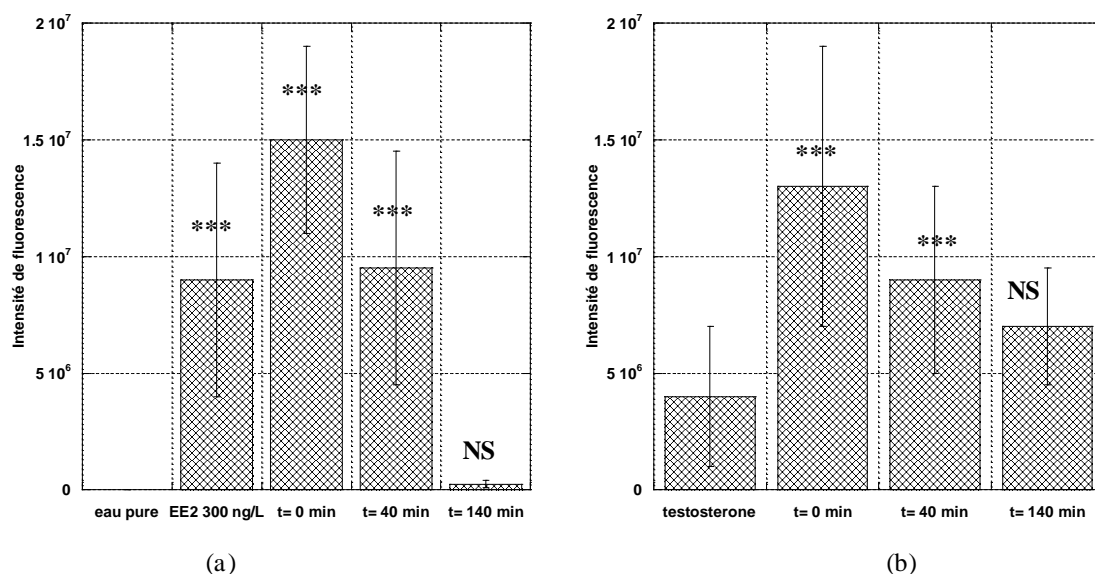 2 10⁷
1.5 10⁷
1 10⁷
5 10⁶
0
Intensité de fluorescence
***
***
***
NS
eau pure EE2 300 ng/L t= 0 min t= 40 min t= 140 min
(a)
2 10⁷
1.5 10⁷
1 10⁷
5 10⁶
0
Intensité de fluorescence
***
***
NS
testosterone t= 0 min t= 40 min t= 140 min
(b)